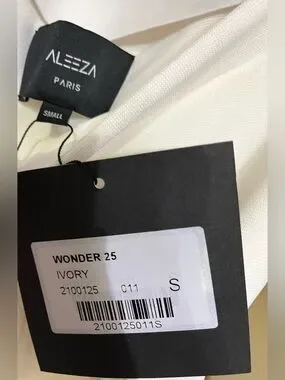 ALEEZA
PARIS
SMALL
WONDER 25
IVORY
2100125 011 S
2100125011S